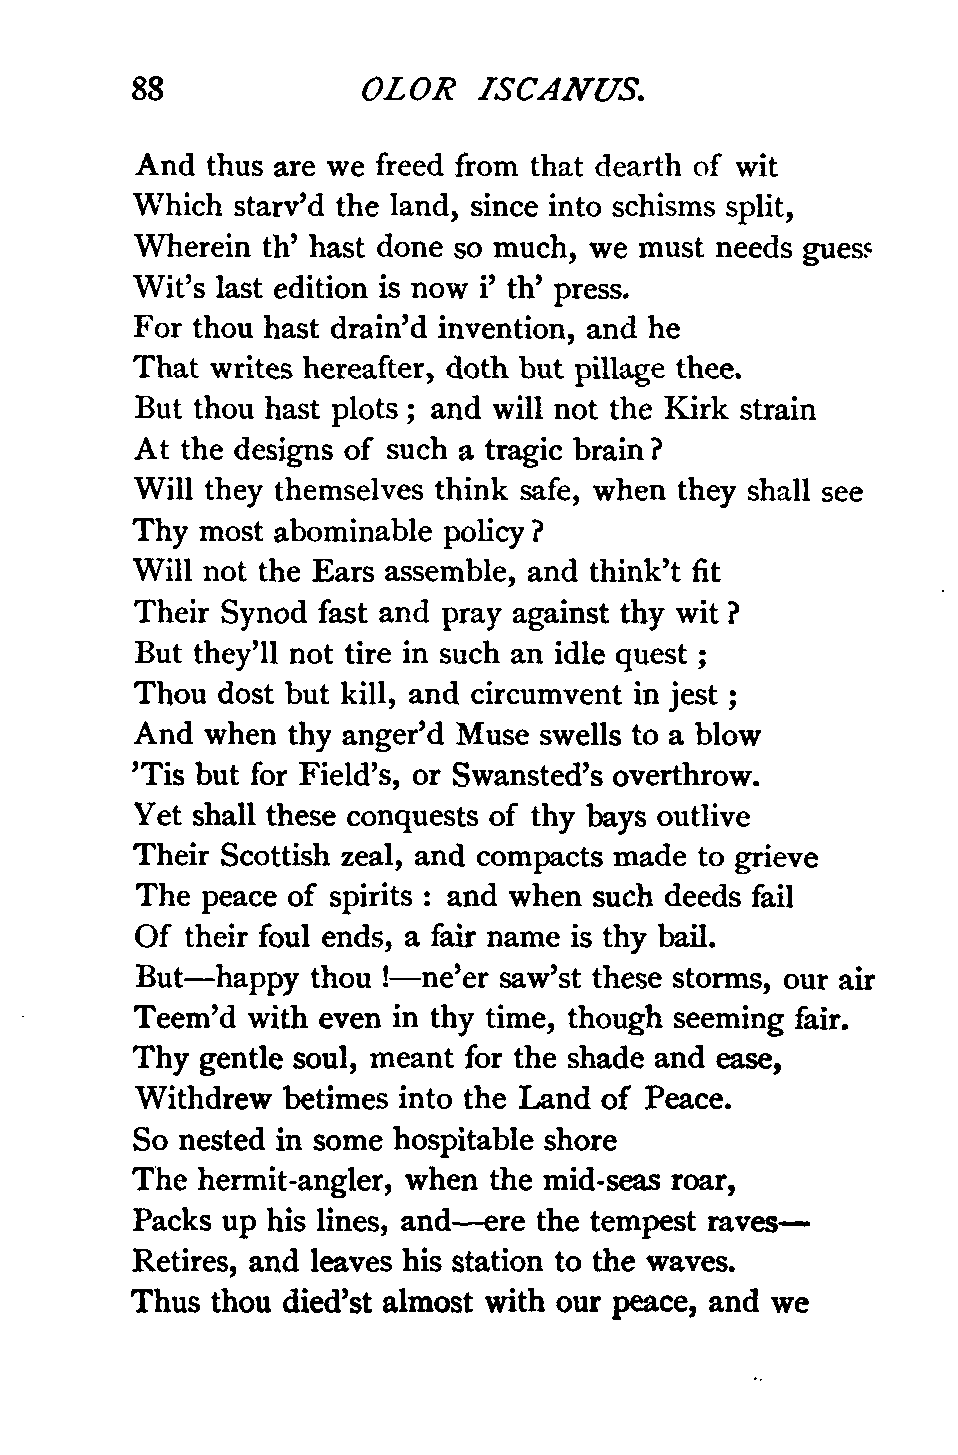 88 OLOR ISCANUS.
And thus are we freed from that dearth of wit
Which starv'd the land, since into schisms split,
Wherein th' hast done so much, we must needs guess
Wit's last edition is now i' th' press.
For thou hast drain'd invention, and he
That writes hereafter, doth but pillage thee.
But thou hast plots ; and will not the Kirk strain
At the designs of such a tragic brain ?
Will they themselves think safe, when they shall see
Thy most abominable policy ?
Will not the Ears assemble, and think't fit
Their Synod fast and pray against thy wit ?
But they'll not tire in such an idle quest ;
Thou dost but kill, and circumvent in jest ;
And when thy anger'd Muse swells to a blow
'Tis but for Field's, or Swansted's overthrow.
Yet shall these conquests of thy bays outlive
Their Scottish zeal, and compacts made to grieve
The peace of spirits : and when such deeds fail
Of their foul ends, a fair name is thy bail.
But—happy thou !—ne'er saw'st these storms, our air
Teem'd with even in thy time, though seeming fair.
Thy gentle soul, meant for the shade and ease,
Withdrew betimes into the Land of Peace.
So nested in some hospitable shore
The hermit-angler, when the mid-seas roar,
Packs up his lines, and—ere the tempest raves—
Retires, and leaves his station to the waves.
Thus thou died'st almost with our peace, and we